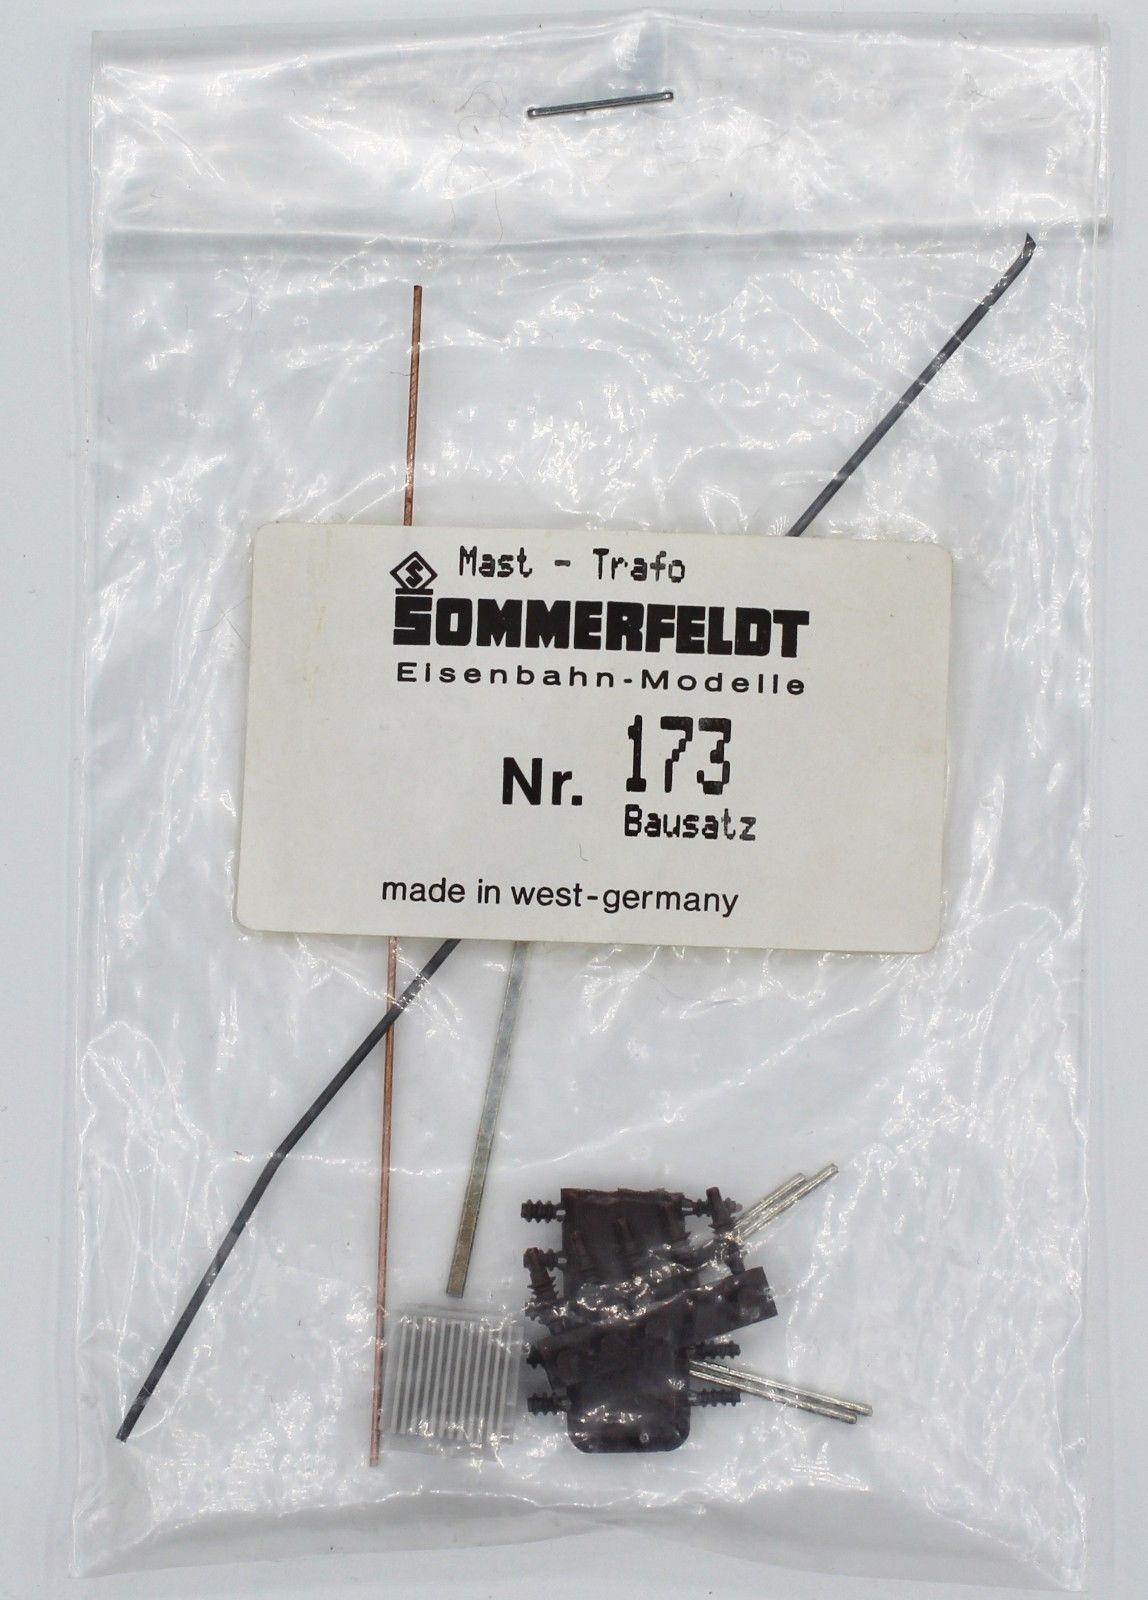 Mast - Trafo
S
SOMMERFELDT
Eisenbahn-Modelle
Nr. 173
Bausatz
made in west-germany